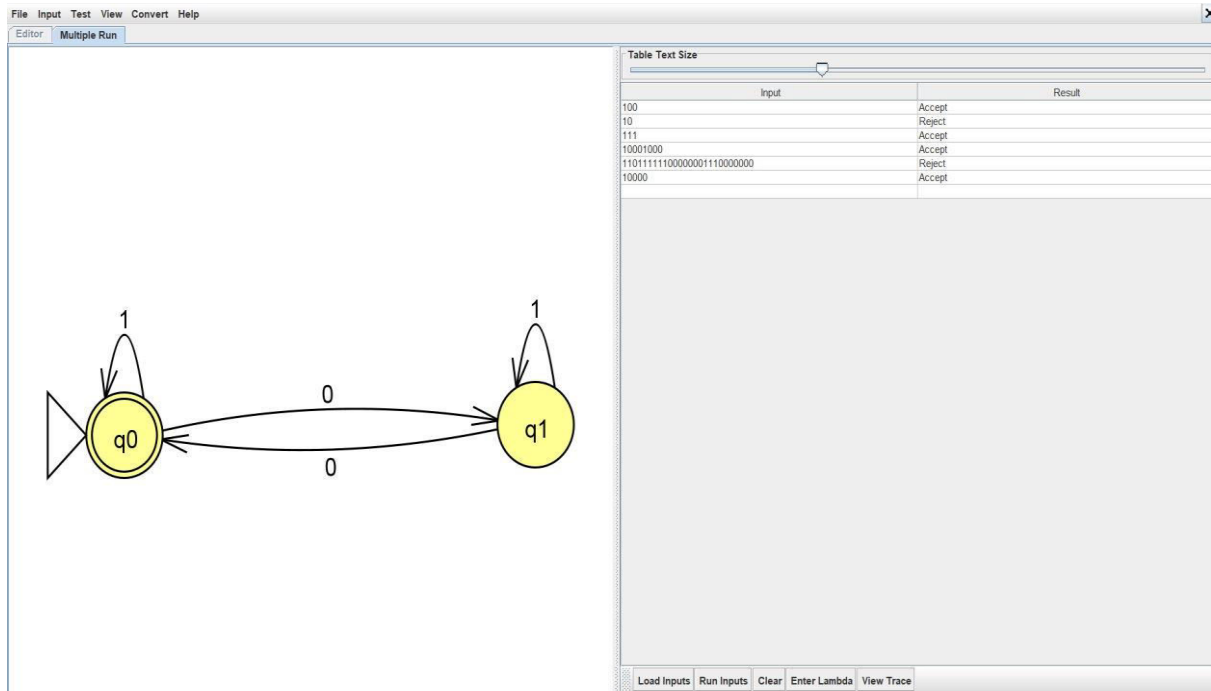 File Input Test View Convert Help
Editor Multiple Run
Table Text Size
Input Result
100 Accept
10 Reject
111 Accept
10001000 Accept
11011111100000001110000000 Reject
10000 Accept
1 1
0
q0 q1
0
Load Inputs Run Inputs Clear Enter Lambda View Trace